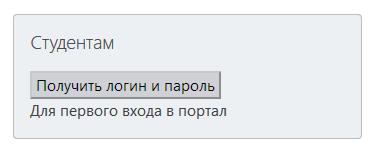 Студентам
Получить логин и пароль
Для первого входа в портал